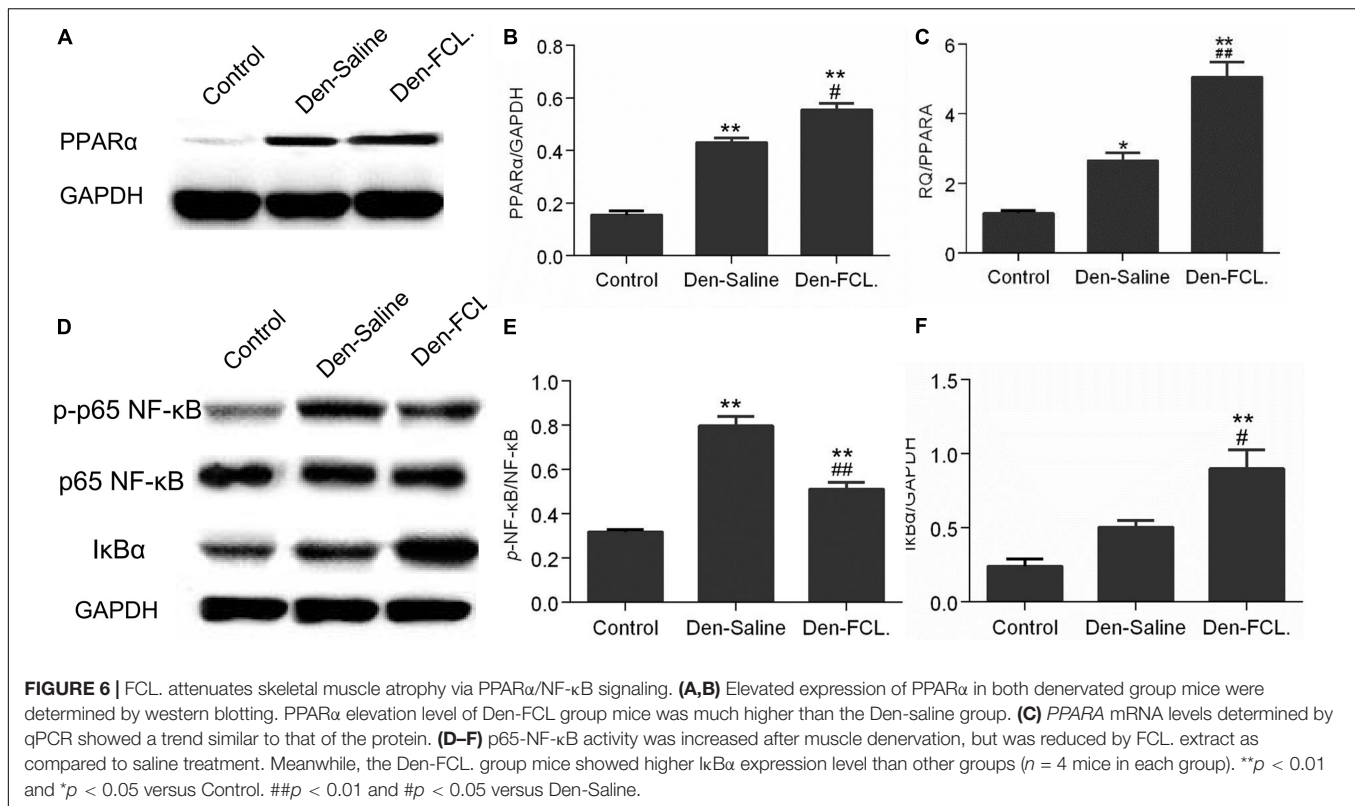 A
Control
Den-Saline
Den-FCL.
PPARα
GAPDH
B
PPARα/GAPDH
0.8
0.6
0.4
0.2
0.0
**
**
#
Control
Den-Saline
Den-FCL.
C
RQ/PPARA
6
4
2
0
*
**
##
Control
Den-Saline
Den-FCL.
D
Control
Den-Saline
Den-FCL
p-p65 NF-κB
p65 NF-κB
IκBα
GAPDH
E
p-NF-κB/NF-κB
1.0
0.8
0.6
0.4
0.2
0.0
**
**
##
Control
Den-Saline
Den-FCL.
F
IκBα/GAPDH
1.5
1.0
0.5
0.0
**
#
Control
Den-Saline
Den-FCL.
FIGURE 6 | FCL. attenuates skeletal muscle atrophy via PPARα/NF-κB signaling. (A,B) Elevated expression of PPARα in both denervated group mice were
determined by western blotting. PPARα elevation level of Den-FCL group mice was much higher than the Den-saline group. (C) PPARA mRNA levels determined by
qPCR showed a trend similar to that of the protein. (D–F) p65-NF-κB activity was increased after muscle denervation, but was reduced by FCL. extract as
compared to saline treatment. Meanwhile, the Den-FCL. group mice showed higher IκBα expression level than other groups (n = 4 mice in each group). **p < 0.01
and *p < 0.05 versus Control. ##p < 0.01 and #p < 0.05 versus Den-Saline.